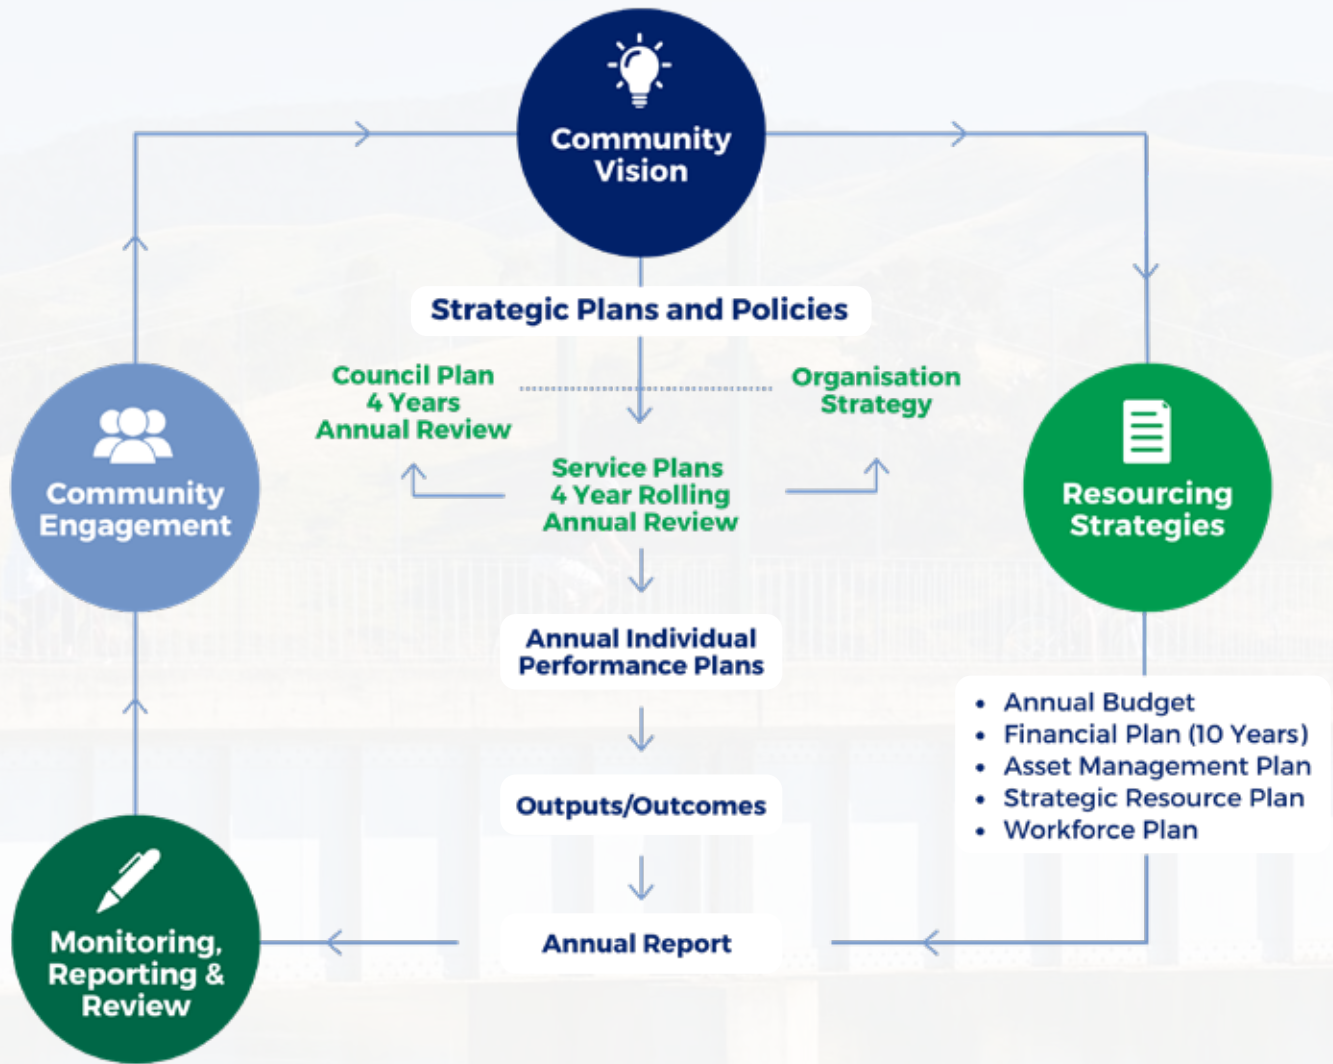 Community
Vision
Strategic Plans and Policies
Council Plan
4 Years
Annual Review
Organisation
Strategy
Service Plans
4 Year Rolling
Annual Review
Community
Engagement
Resourcing
Strategies
Annual Individual
Performance Plans
• Annual Budget
• Financial Plan (10 Years)
• Asset Management Plan
• Strategic Resource Plan
• Workforce Plan
Outputs/Outcomes
Annual Report
Monitoring,
Reporting &
Review